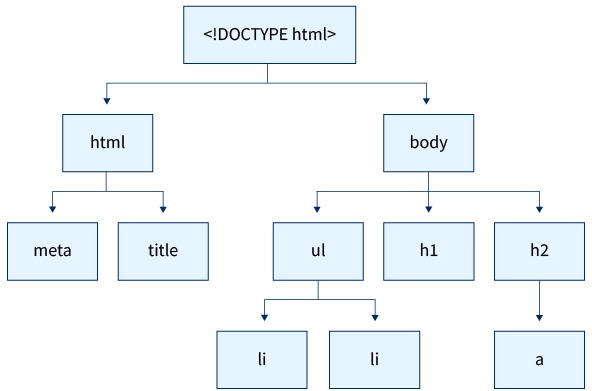 <!DOCTYPE html>
html
body
meta
title
ul
h1
h2
li
li
a